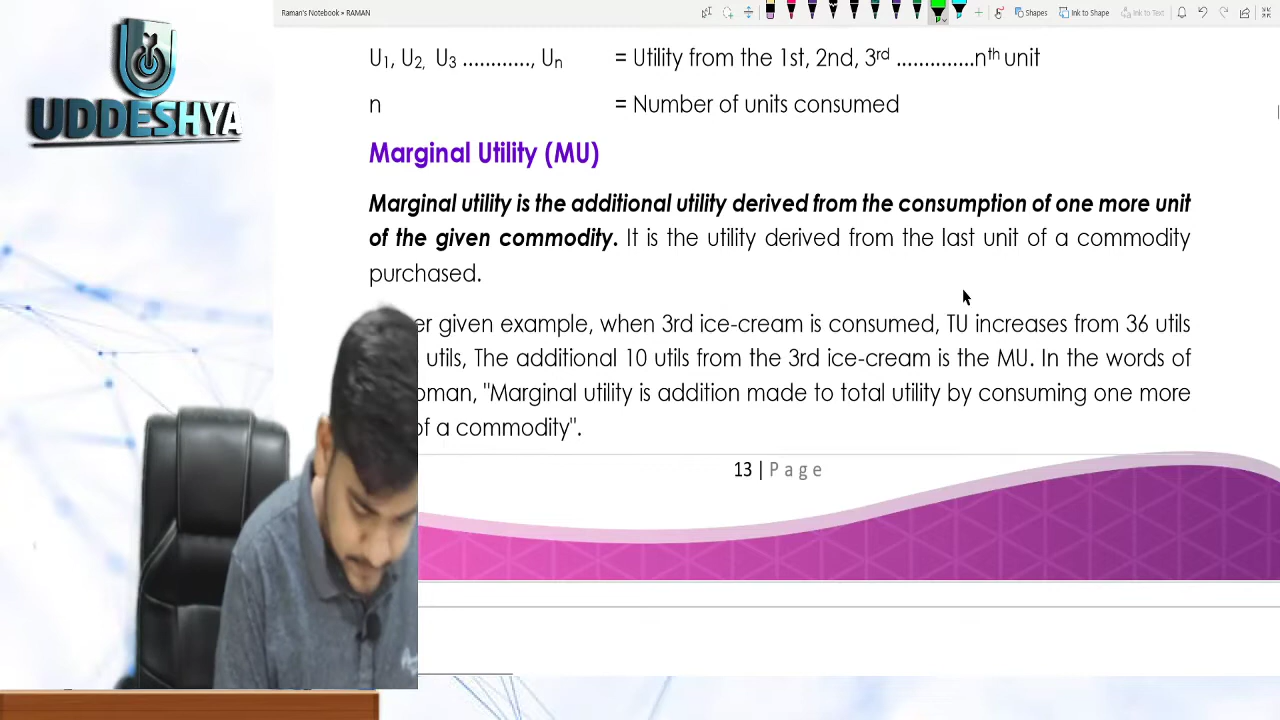 Raman's Notebook » RAMAN
Shapes
Ink to Shape
Ink to Text
UDDESHYA
U1, U2, U3 ............, Un = Utility from the 1st, 2nd, 3rd ..............nth unit
n = Number of units consumed
Marginal Utility (MU)
Marginal utility is the additional utility derived from the consumption of one more unit
of the given commodity. It is the utility derived from the last unit of a commodity
purchased.
given example, when 3rd ice-cream is consumed, TU increases from 36 utils
utils, The additional 10 utils from the 3rd ice-cream is the MU. In the words of
"Marginal utility is addition made to total utility by consuming one more
of a commodity".
13 | Page